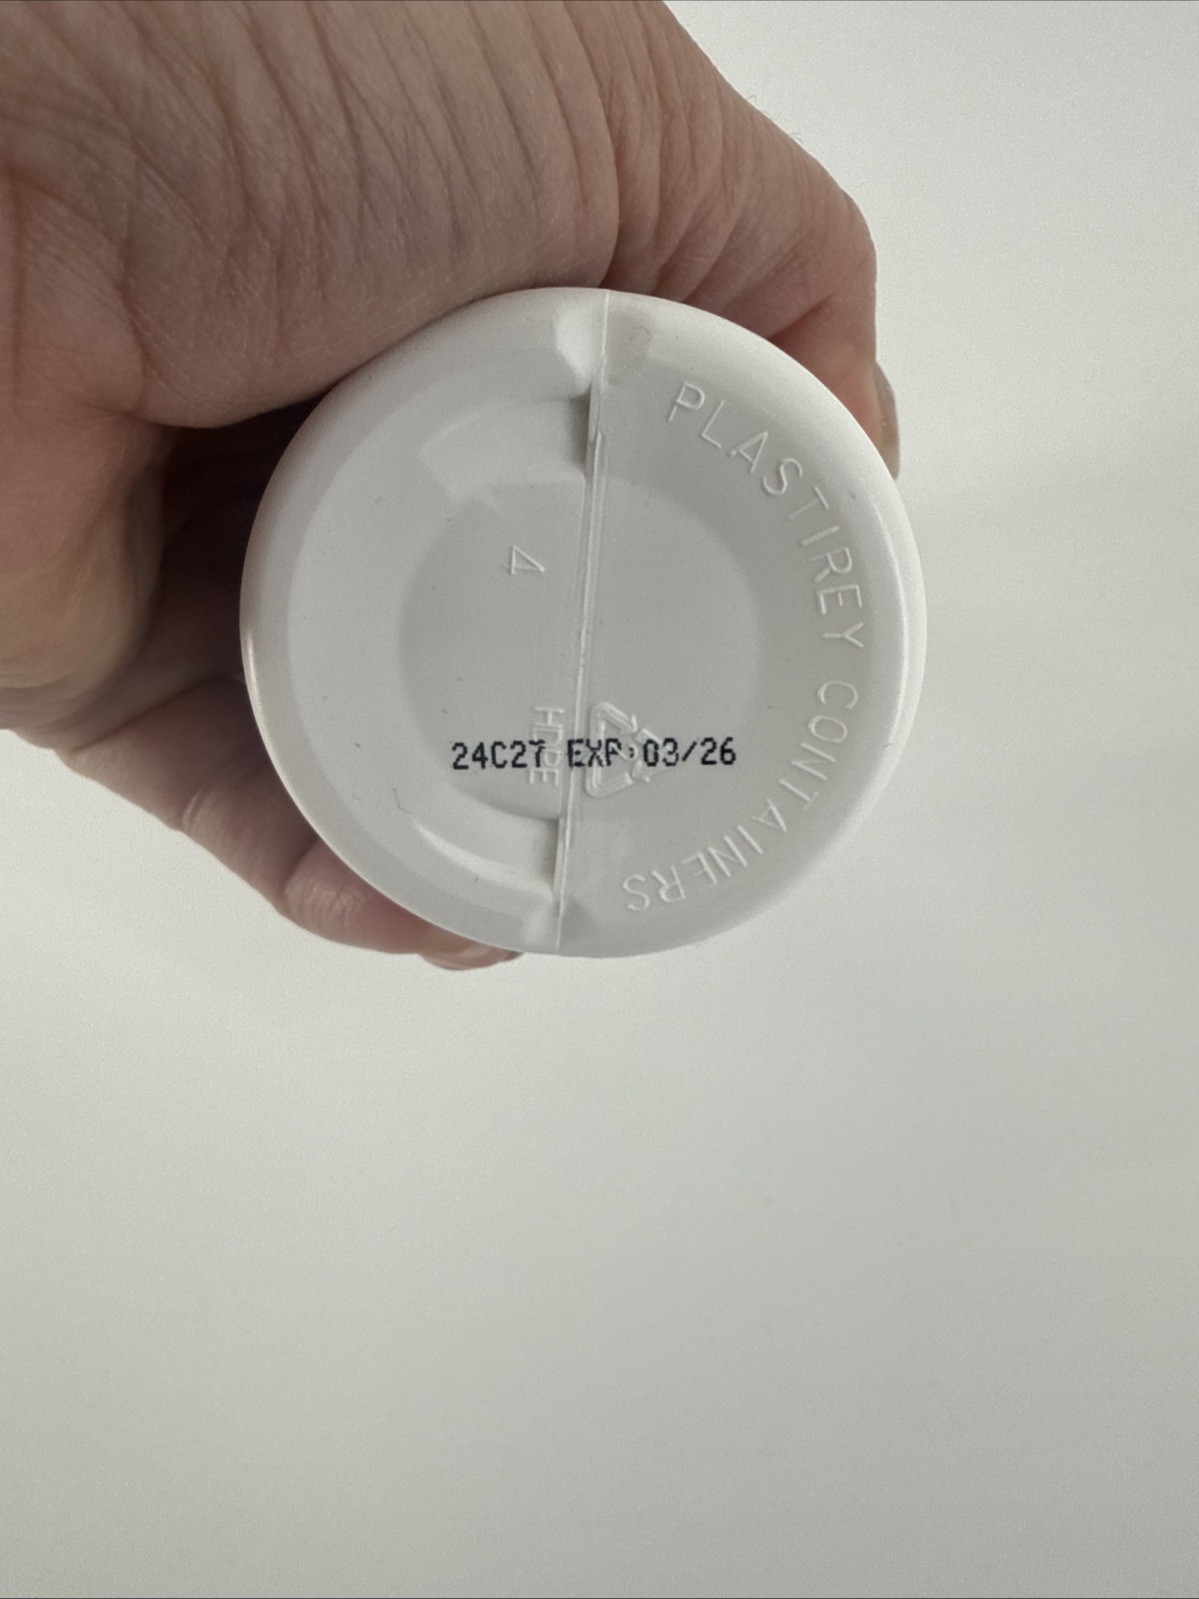 PLASTIREY CONTAINERS
4
HDPE
24C27 EXP:03/26